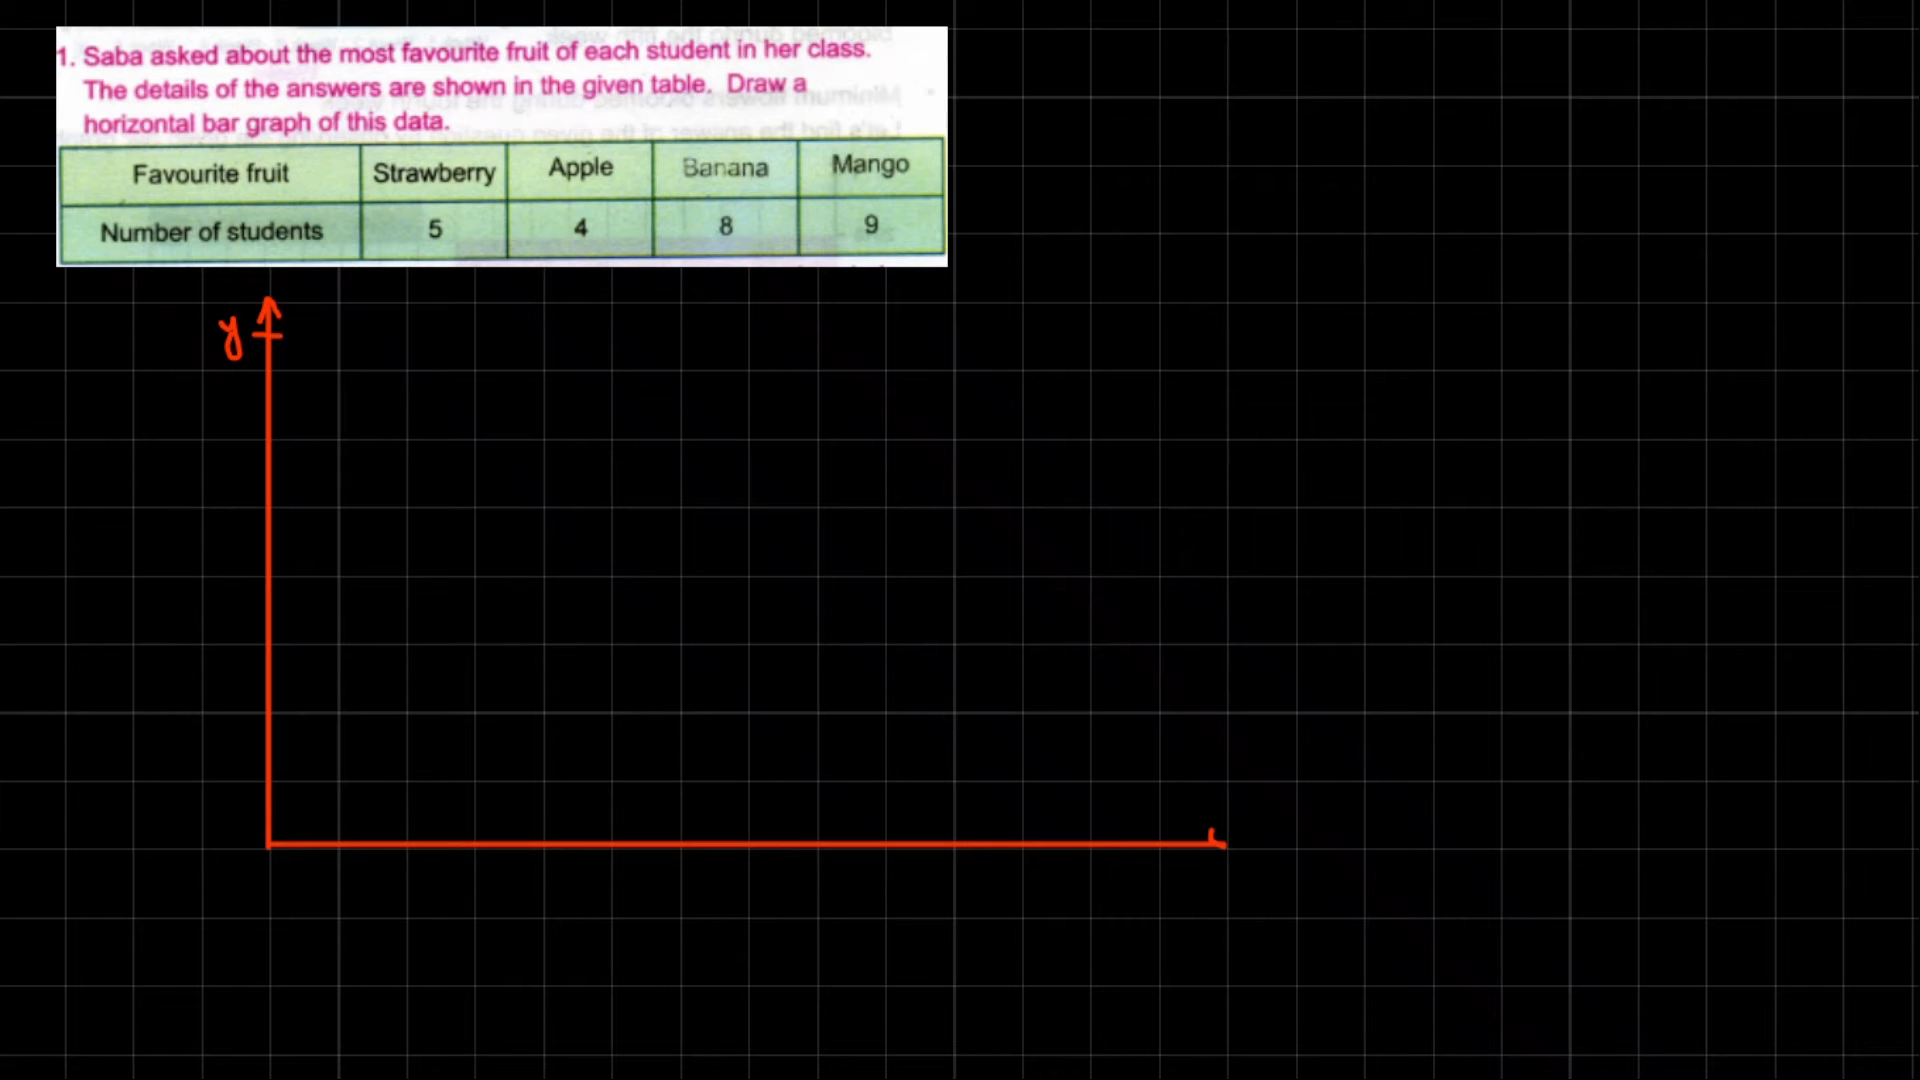 1. Saba asked about the most favourite fruit of each student in her class.
The details of the answers are shown in the given table. Draw a
horizontal bar graph of this data.
Favourite fruit Strawberry Apple Banana Mango
Number of students 5 4 8 9
y